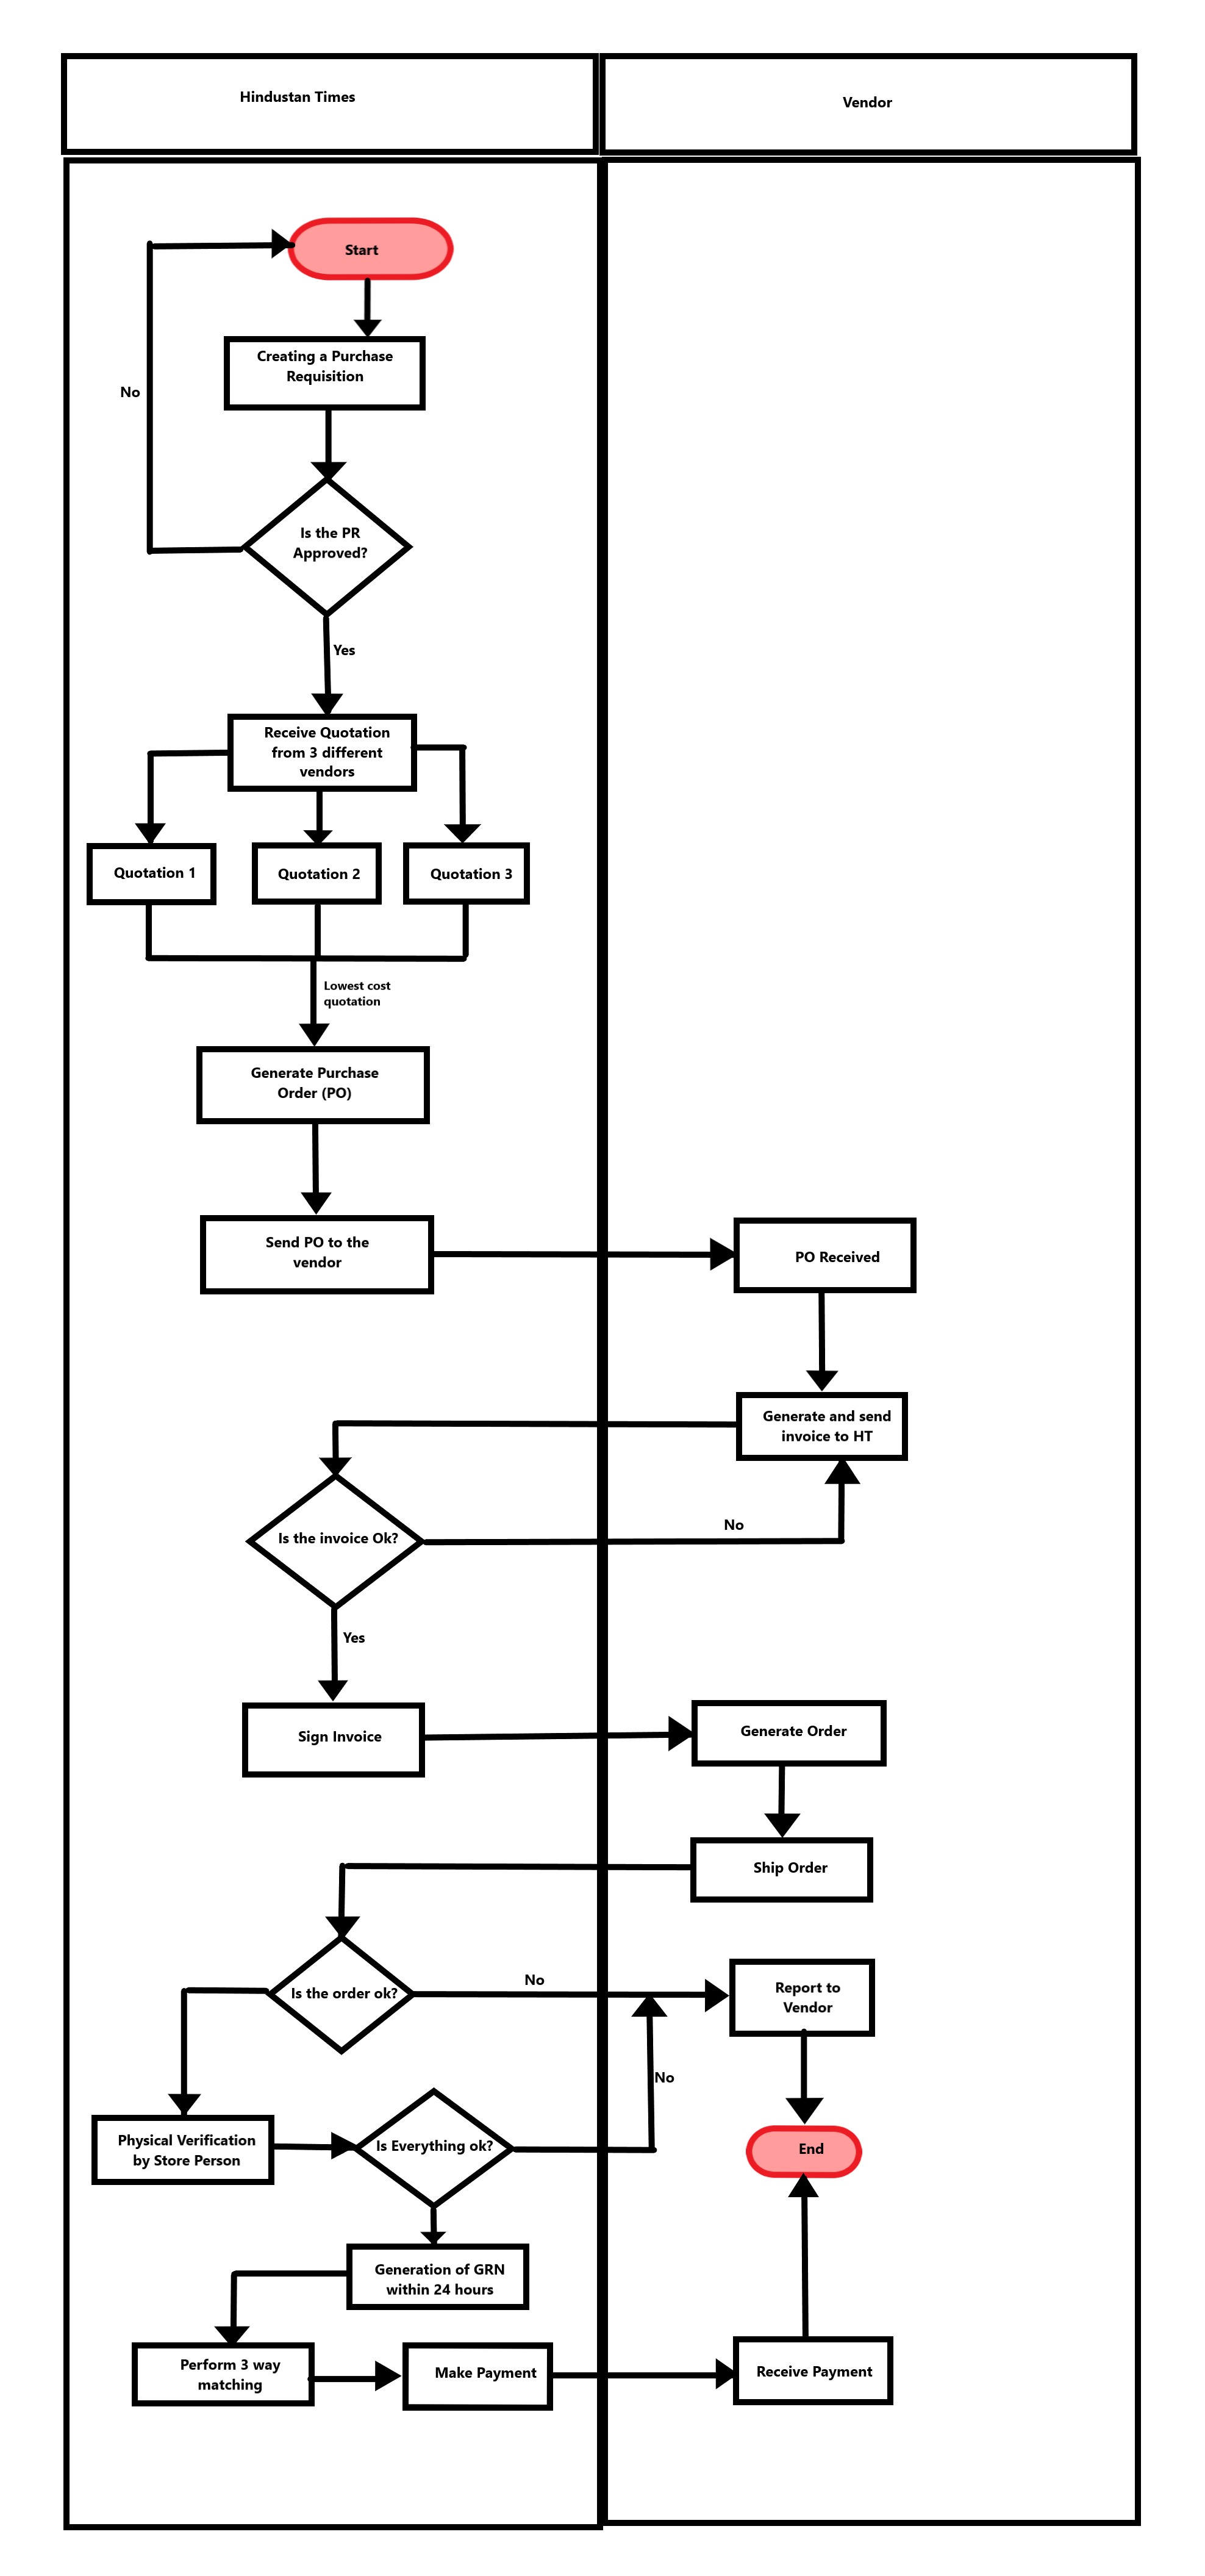 Hindustan Times
Vendor
Start
Creating a Purchase
Requisition
No
Is the PR
Approved?
Yes
Receive Quotation
from 3 different
vendors
Quotation 1
Quotation 2
Quotation 3
Lowest cost
quotation
Generate Purchase
Order (PO)
Send PO to the
vendor
PO Received
Generate and send
invoice to HT
Is the invoice Ok?
No
Yes
Sign Invoice
Generate Order
Ship Order
Is the order ok?
No
Report to
Vendor
No
Physical Verification
by Store Person
Is Everything ok?
End
Generation of GRN
within 24 hours
Perform 3 way
matching
Make Payment
Receive Payment